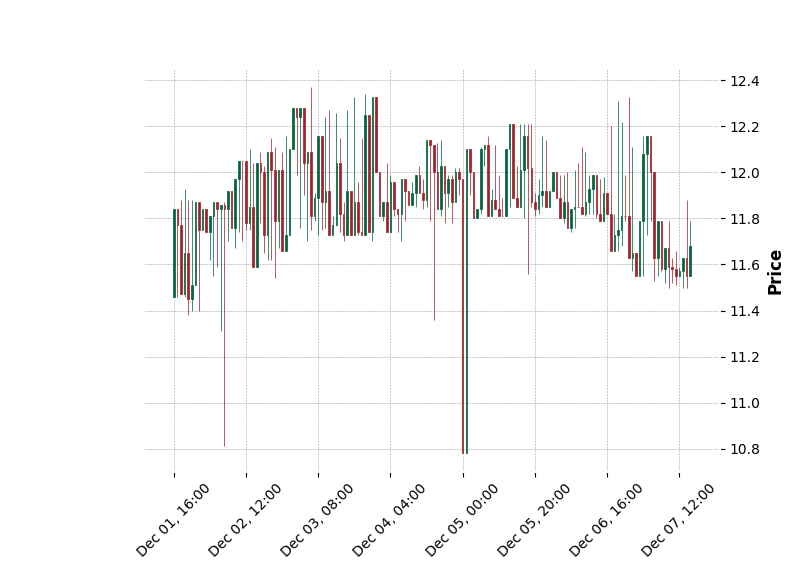 12.4
12.2
12.0
11.8
11.6
11.4
11.2
11.0
10.8
Price
Dec 01, 16:00
Dec 02, 12:00
Dec 03, 08:00
Dec 04, 04:00
Dec 05, 00:00
Dec 05, 20:00
Dec 06, 16:00
Dec 07, 12:00